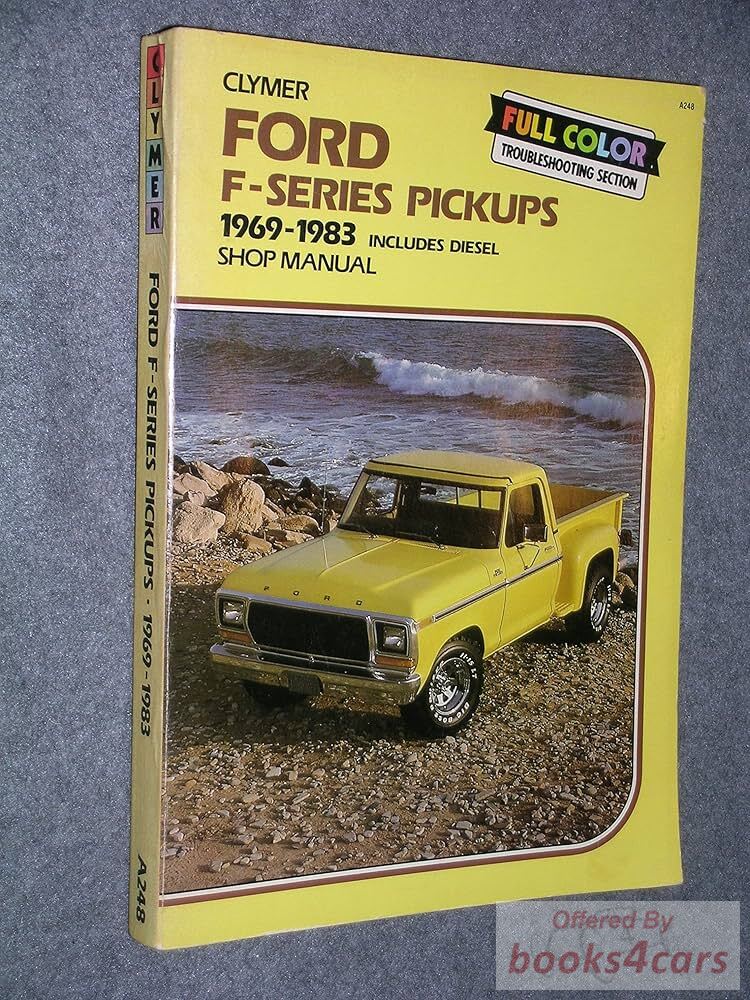 CLYMER
FORD
F-SERIES PICKUPS
1969-1983 INCLUDES DIESEL
SHOP MANUAL
FULL COLOR
TROUBLESHOOTING SECTION
A248
CLYMER FORD F-SERIES PICKUPS - 1969-1983 A248
FORD
Offered By
books4cars